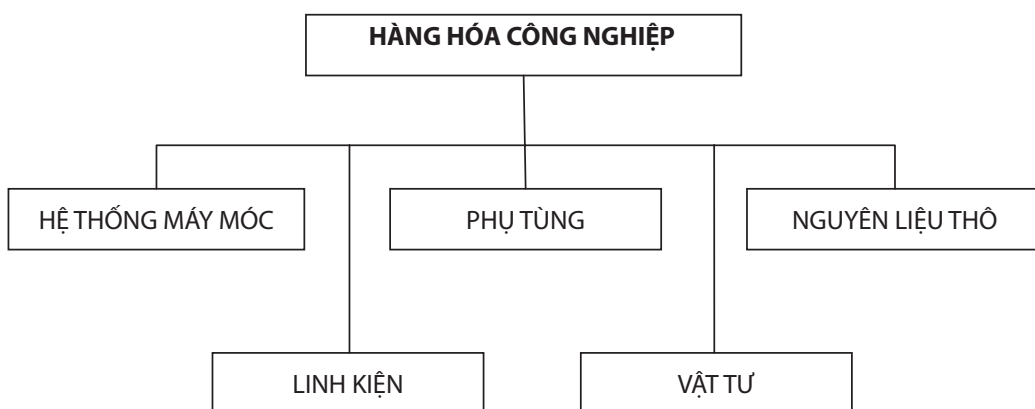 HÀNG HÓA CÔNG NGHIỆP
HỆ THỐNG MÁY MÓC
PHỤ TÙNG
NGUYÊN LIỆU THÔ
LINH KIỆN
VẬT TƯ